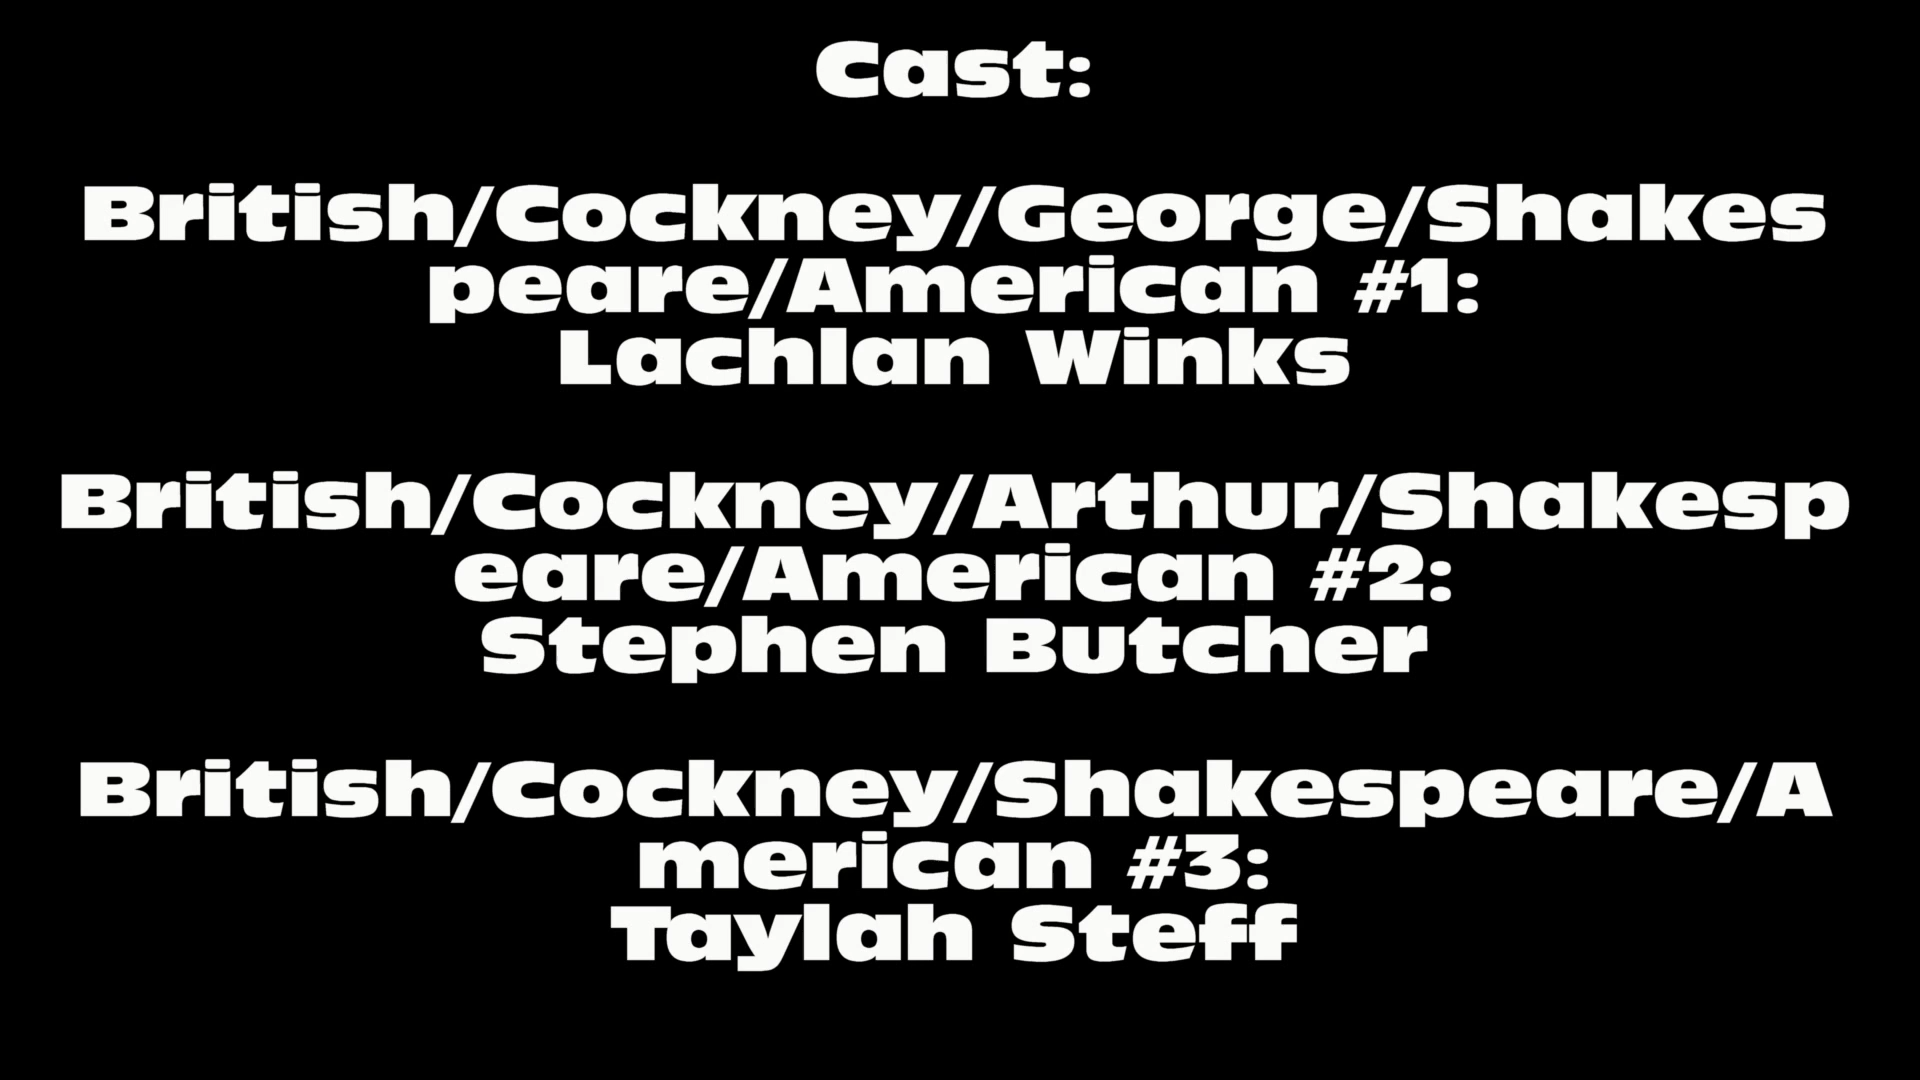 Cast:
British/Cockney/George/Shakes
peare/American #1:
Lachlan Winks
British/Cockney/Arthur/Shakesp
eare/American #2:
Stephen Butcher
British/Cockney/Shakespeare/A
merican #3:
Taylah Steff